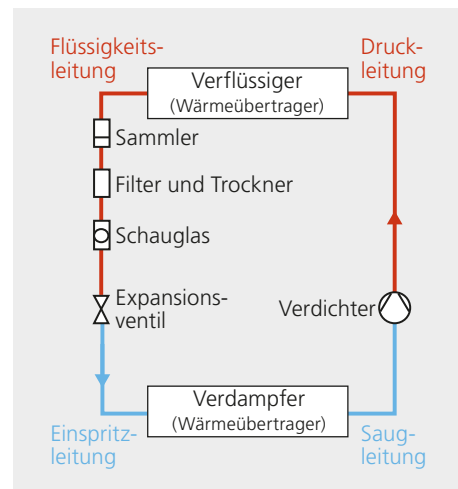 Flüssigkeits-
leitung
Druck-
leitung
Verflüssiger
(Wärmeübertrager)
Sammler
Filter und Trockner
Schauglas
Expansions-
ventil
Verdichter
Verdampfer
(Wärmeübertrager)
Einspritz-
leitung
Saug-
leitung